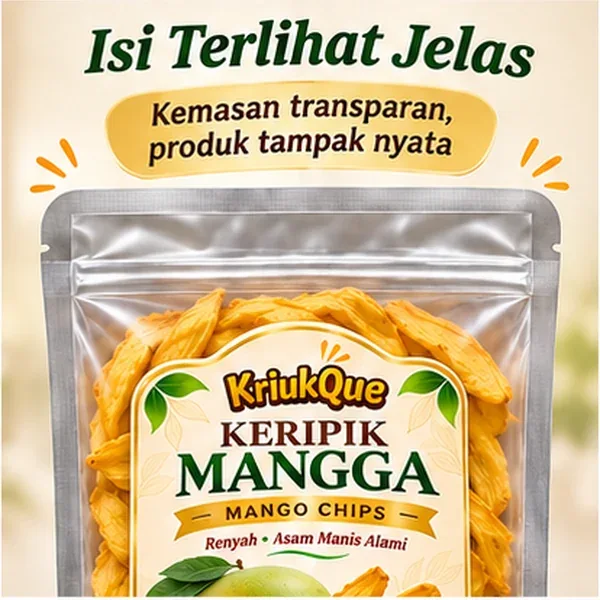 Isi Terlihat Jelas
Kemasan transparan,
produk tampak nyata
KriukQue
KERIPIK
MANGGA
MANGO CHIPS
Renyah • Asam Manis Alami